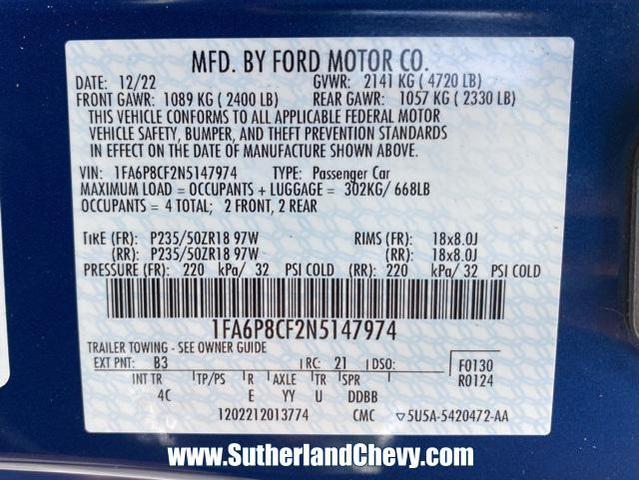 MFD. BY FORD MOTOR CO.
DATE: 12/22 GVWR: 2141 KG ( 4720 LB)
FRONT GAWR: 1089 KG ( 2400 LB) REAR GAWR: 1057 KG ( 2330 LB)
THIS VEHICLE CONFORMS TO ALL APPLICABLE FEDERAL MOTOR
VEHICLE SAFETY, BUMPER, AND THEFT PREVENTION STANDARDS
IN EFFECT ON THE DATE OF MANUFACTURE SHOWN ABOVE.
VIN: 1FA6P8CF2N5147974 TYPE: Passenger Car
MAXIMUM LOAD = OCCUPANTS + LUGGAGE = 302KG/ 668LB
OCCUPANTS = 4 TOTAL; 2 FRONT, 2 REAR
TIRE (FR): P235/50ZR18 97W RIMS (FR): 18x8.0J
(RR): P235/50ZR18 97W (RR): 18x8.0J
PRESSURE (FR): 220 kPa/ 32 PSI COLD (RR): 220 kPa/ 32 PSI COLD
1FA6P8CF2N5147974
TRAILER TOWING - SEE OWNER GUIDE
EXT PNT: B3 RC: 21 DSO: F0130
INT TR TP/PS R AXLE TR SPR R0124
4C E YY U DDBB
1202212013774 CMC ▽5U5A-5420472-AA
www.SutherlandChevy.com